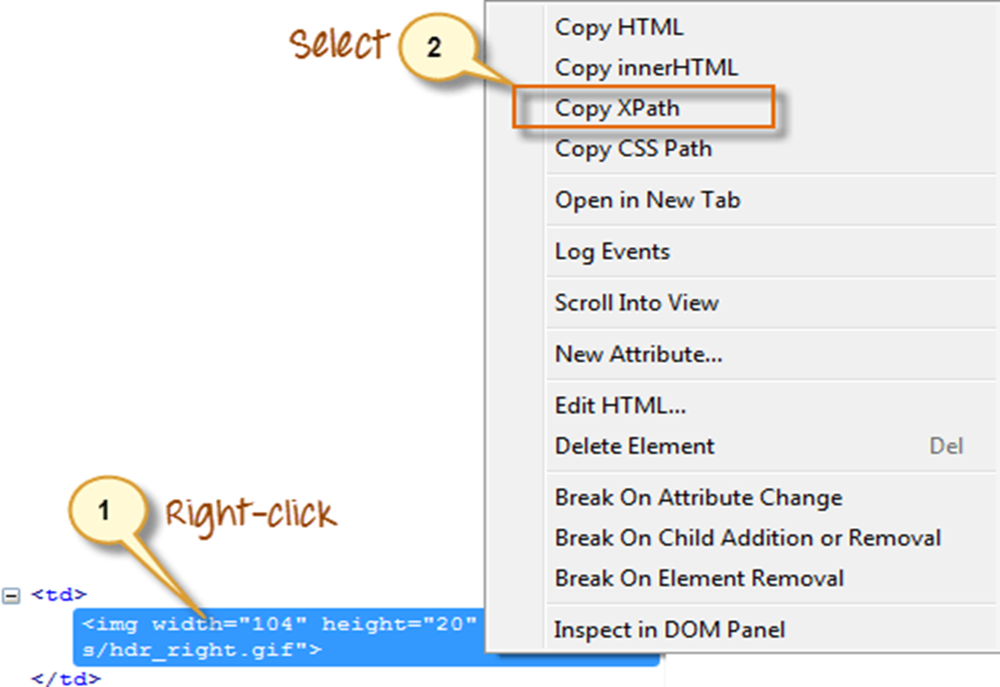 Select 2
Copy HTML
Copy innerHTML
Copy XPath
Copy CSS Path
Open in New Tab
Log Events
Scroll Into View
New Attribute...
Edit HTML...
Delete Element Del
Break On Attribute Change
Break On Child Addition or Removal
Break On Element Removal
Inspect in DOM Panel
1 Right-click
<td>
<img width="104" height="20"
s/hdr_right.gif">
</td>